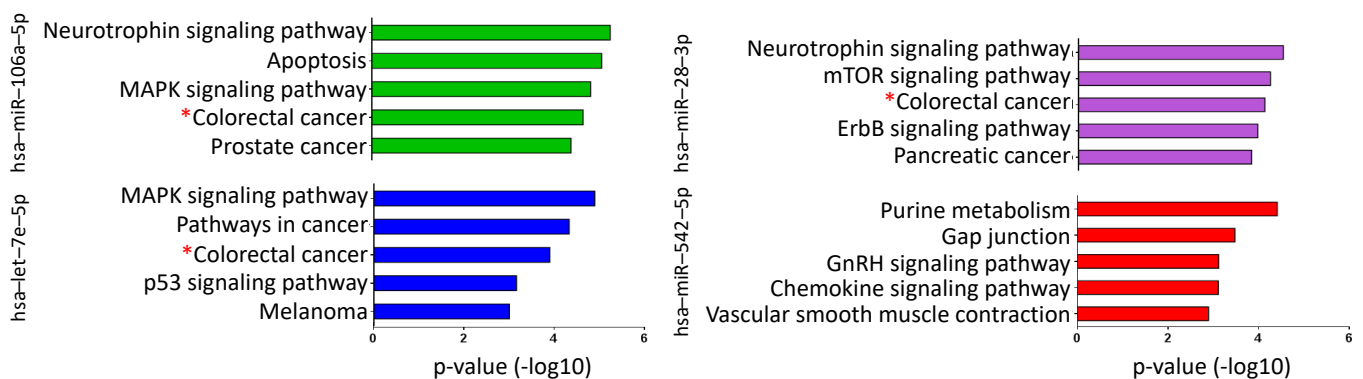 hsa–miR–106a–5p
Neurotrophin signaling pathway
Apoptosis
MAPK signaling pathway
*Colorectal cancer
Prostate cancer
hsa–let–7e–5p
MAPK signaling pathway
Pathways in cancer
*Colorectal cancer
p53 signaling pathway
Melanoma
0 2 4 6
p-value (-log10)
hsa–miR–28–3p
Neurotrophin signaling pathway
mTOR signaling pathway
*Colorectal cancer
ErbB signaling pathway
Pancreatic cancer
hsa–miR–542–5p
Purine metabolism
Gap junction
GnRH signaling pathway
Chemokine signaling pathway
Vascular smooth muscle contraction
0 2 4 6
p-value (-log10)